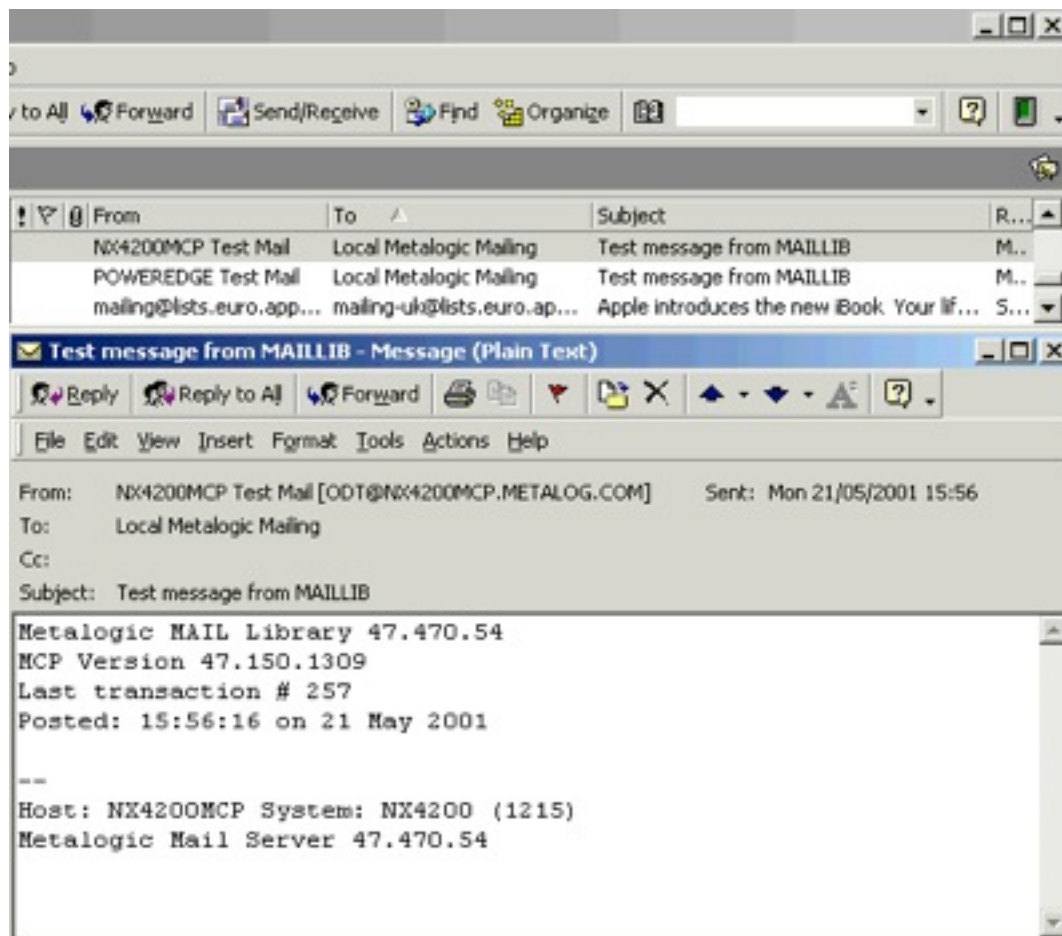 to All Forward Send/Receive Find Organize
! From To Subject R...
NX4200MCP Test Mail Local Metalogic Mailing Test message from MAILLIB M..
POWEREDGE Test Mail Local Metalogic Mailing Test message from MAILLIB M..
mailing@lists.euro.app... mailing-uk@lists.euro.ap... Apple introduces the new iBook. Your lif... S...
Test message from MAILLIB - Message (Plain Text)
Reply Reply to All Forward
File Edit View Insert Format Tools Actions Help
From: NX4200MCP Test Mail [ODT@NX4200MCP.METALOG.COM] Sent: Mon 21/05/2001 15:56
To: Local Metalogic Mailing
Cc:
Subject: Test message from MAILLIB
Metalogic MAIL Library 47.470.54
MCP Version 47.150.1309
Last transaction # 257
Posted: 15:56:16 on 21 May 2001
--
Host: NX4200MCP System: NX4200 (1215)
Metalogic Mail Server 47.470.54